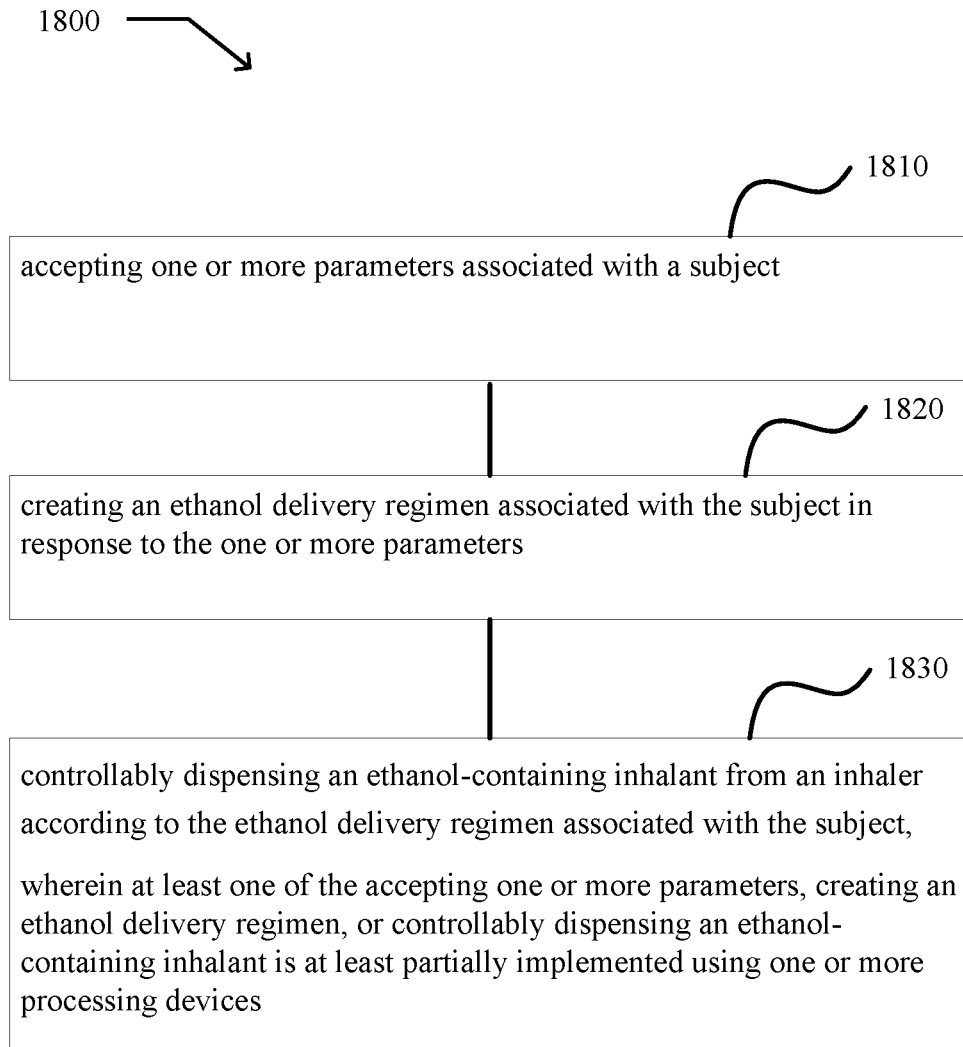 1800
1810
accepting one or more parameters associated with a subject
1820
creating an ethanol delivery regimen associated with the subject in
response to the one or more parameters
1830
controllably dispensing an ethanol-containing inhalant from an inhaler
according to the ethanol delivery regimen associated with the subject,
wherein at least one of the accepting one or more parameters, creating an
ethanol delivery regimen, or controllably dispensing an ethanol-
containing inhalant is at least partially implemented using one or more
processing devices